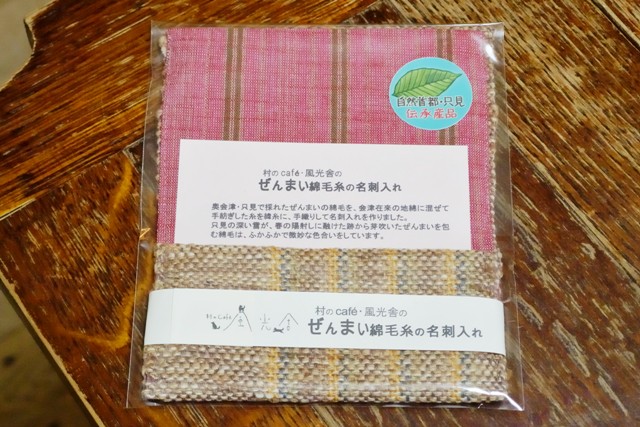 自然首都・只見
伝承産品
村のcafé・風光舎の
ぜんまい綿毛糸の名刺入れ
奥会津・只見で採れたぜんまいの綿毛を、会津在来の地綿に混ぜて
手紡ぎした糸を緯糸に、手織りして名刺入れを作りました。
只見の深い雪が、春の陽射しに融けた跡から芽吹いたぜんまいを包
む綿毛は、ふかふかで微妙な色合いをしています。
村のcafé・風光舎の
ぜんまい綿毛糸の名刺入れ